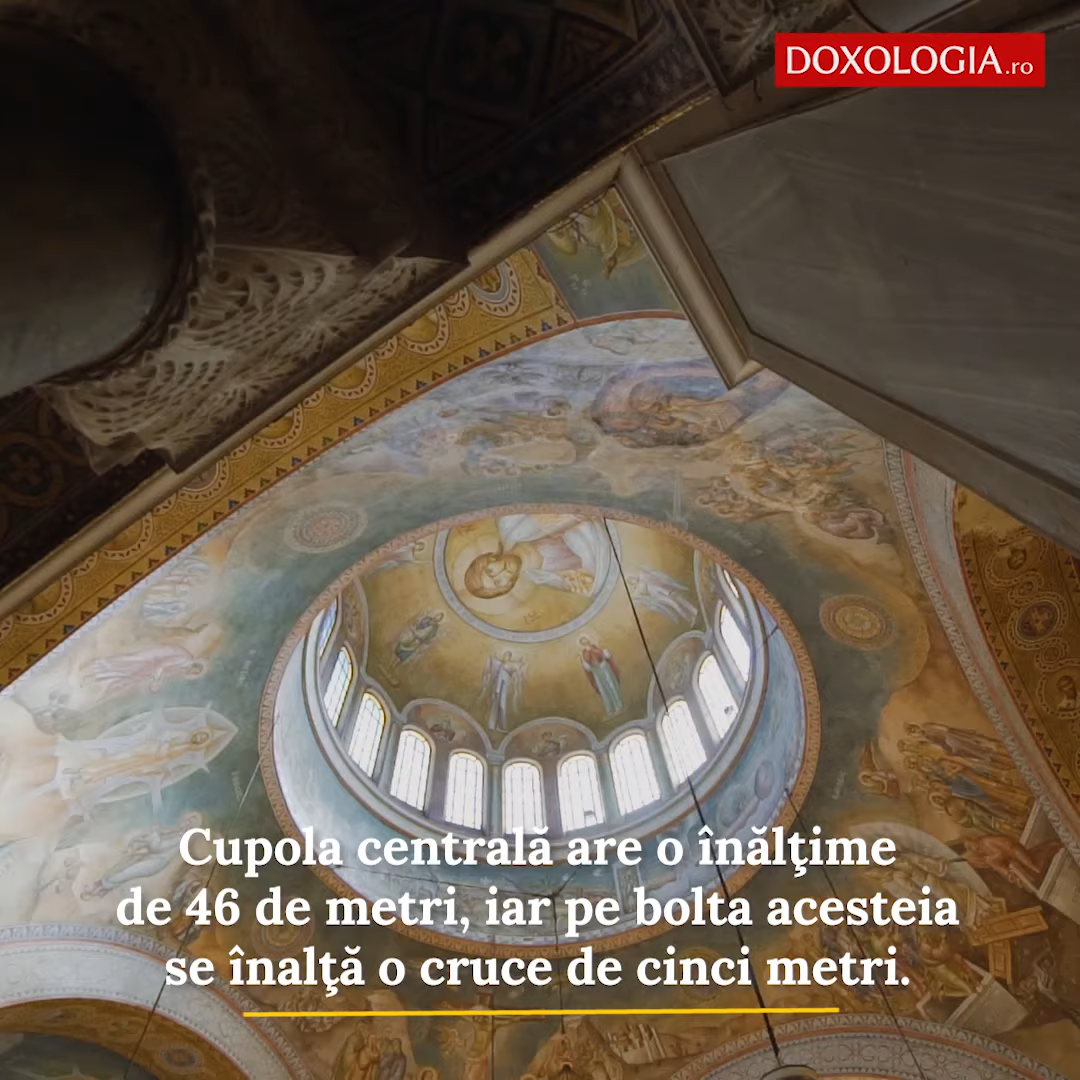 DOXOLOGIA.ro
Cupola centrală are o înălţime
de 46 de metri, iar pe bolta acesteia
se înalţă o cruce de cinci metri.